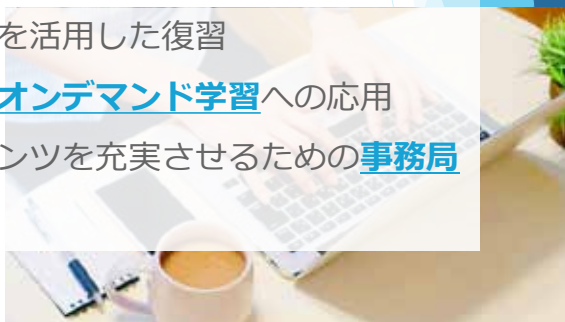 を活用した復習
オンデマンド学習への応用
ンツを充実させるための事務局